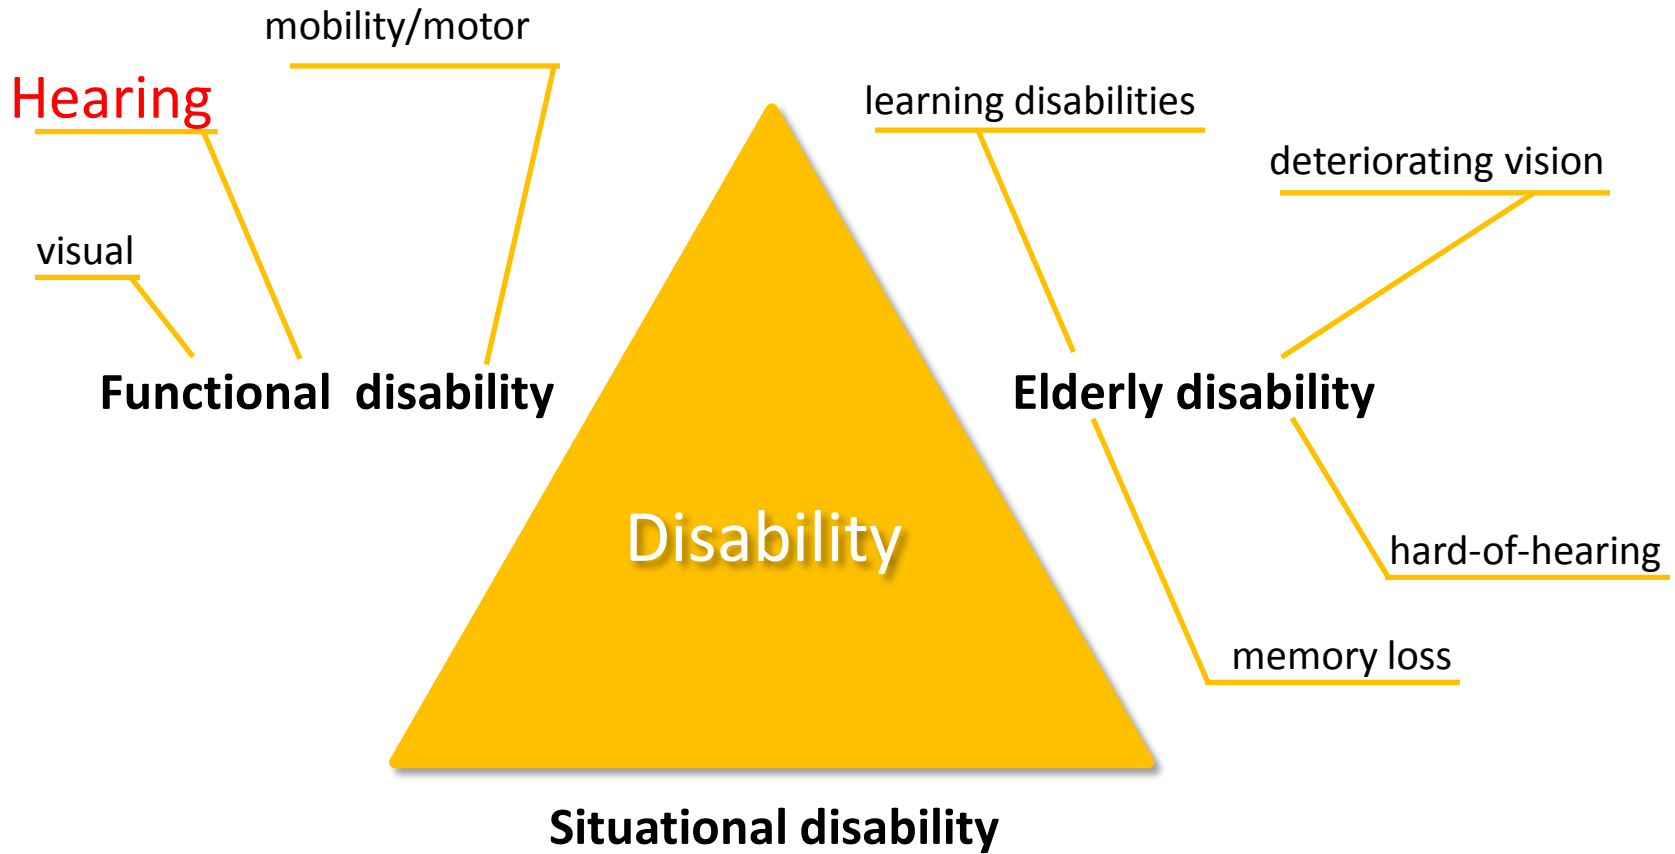 mobility/motor
Hearing
visual
Functional disability
learning disabilities
deteriorating vision
Elderly disability
hard-of-hearing
memory loss
Disability
Situational disability